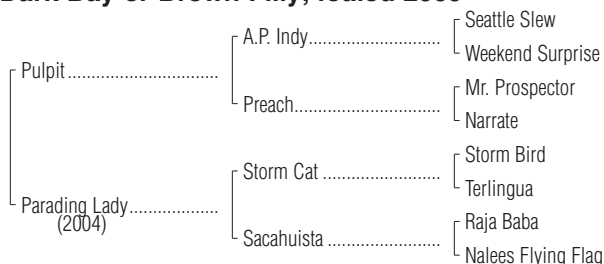 Dark Bay or Brown Filly; foaled
Seattle Slew
A.P. Indy
Weekend Surprise
Pulpit
Mr. Prospector
Preach
Narrate
Storm Bird
Storm Cat
Terlingua
Parading Lady
(2004)
Raja Baba
Sacahuista
Nalees Flying Flag